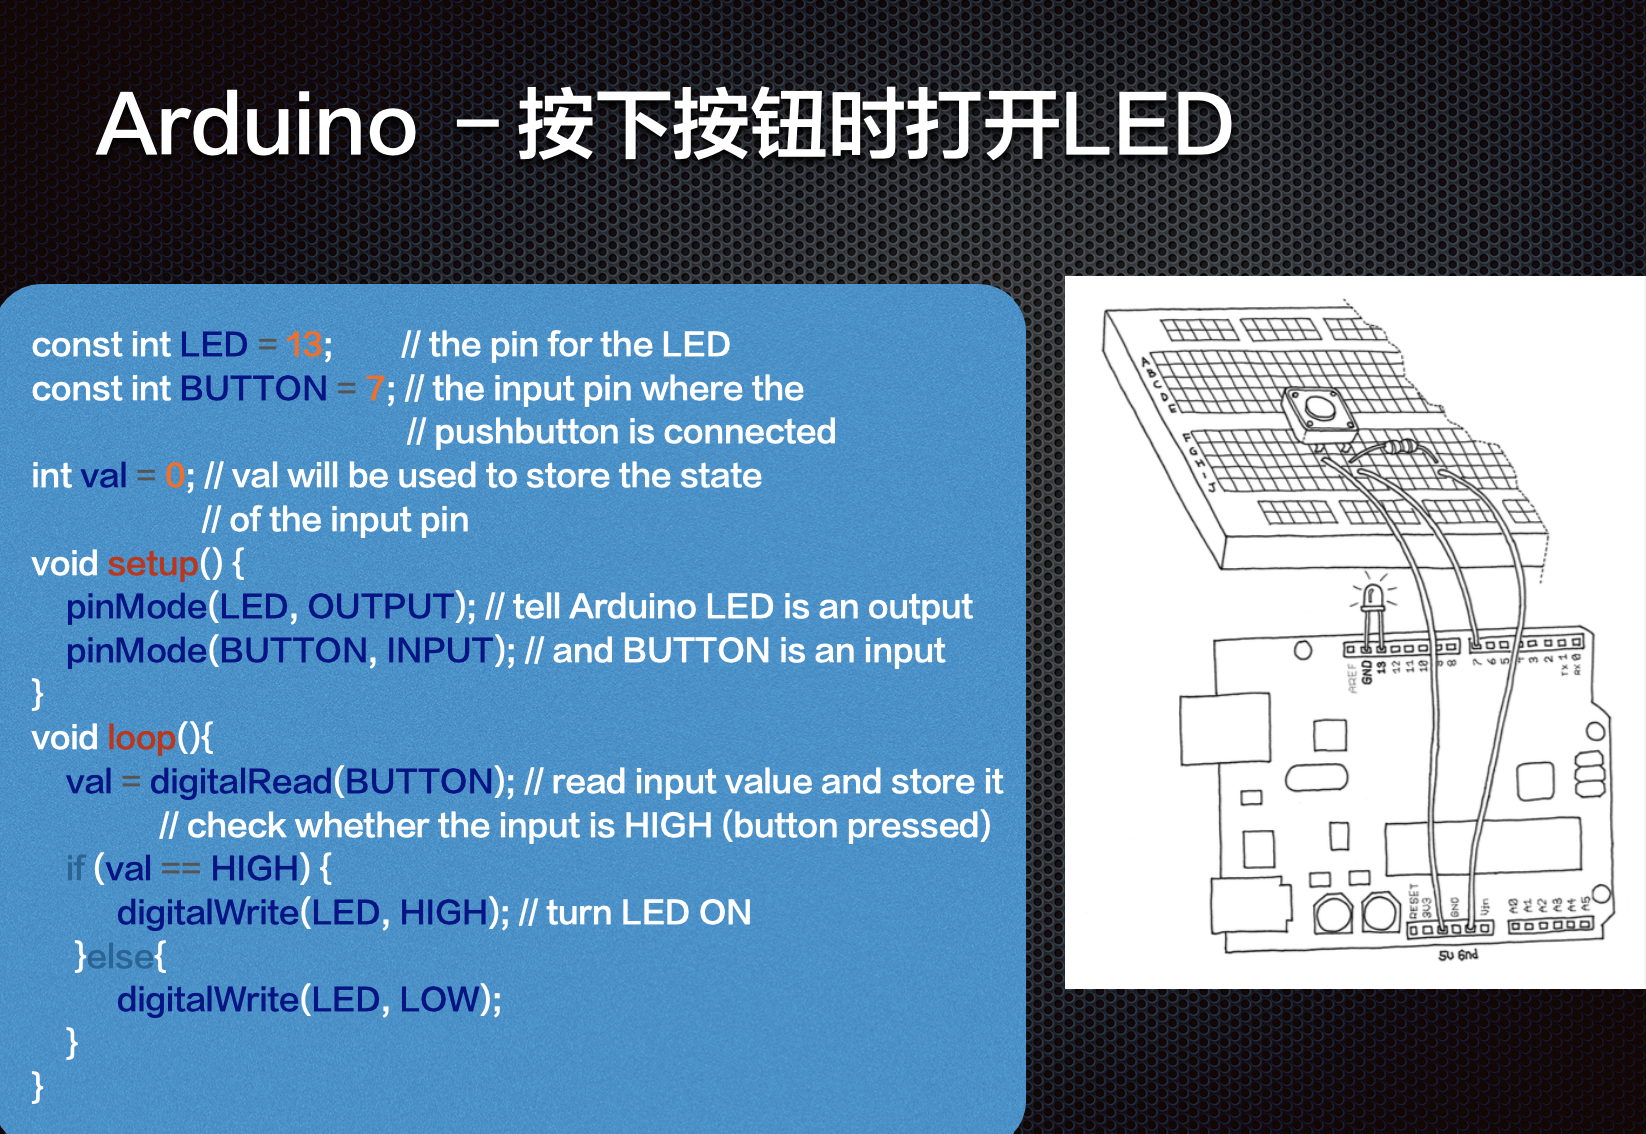 Arduino – 按下按钮时打开LED
const int LED = 13; // the pin for the LED
const int BUTTON = 7; // the input pin where the
// pushbutton is connected
int val = 0; // val will be used to store the state
// of the input pin
void setup() {
pinMode(LED, OUTPUT); // tell Arduino LED is an output
pinMode(BUTTON, INPUT); // and BUTTON is an input
}
void loop(){
val = digitalRead(BUTTON); // read input value and store it
// check whether the input is HIGH (button pressed)
if (val == HIGH) {
digitalWrite(LED, HIGH); // turn LED ON
}else{
digitalWrite(LED, LOW);
}
}
A B C D E
F G H I J
AREF GND 13 12 11 10 9 8 7 6 5 4 3 2 TX 1 RX 0
RESET 3V3 GND Vin A0 A1 A2 A3 A4 A5
5V Gnd